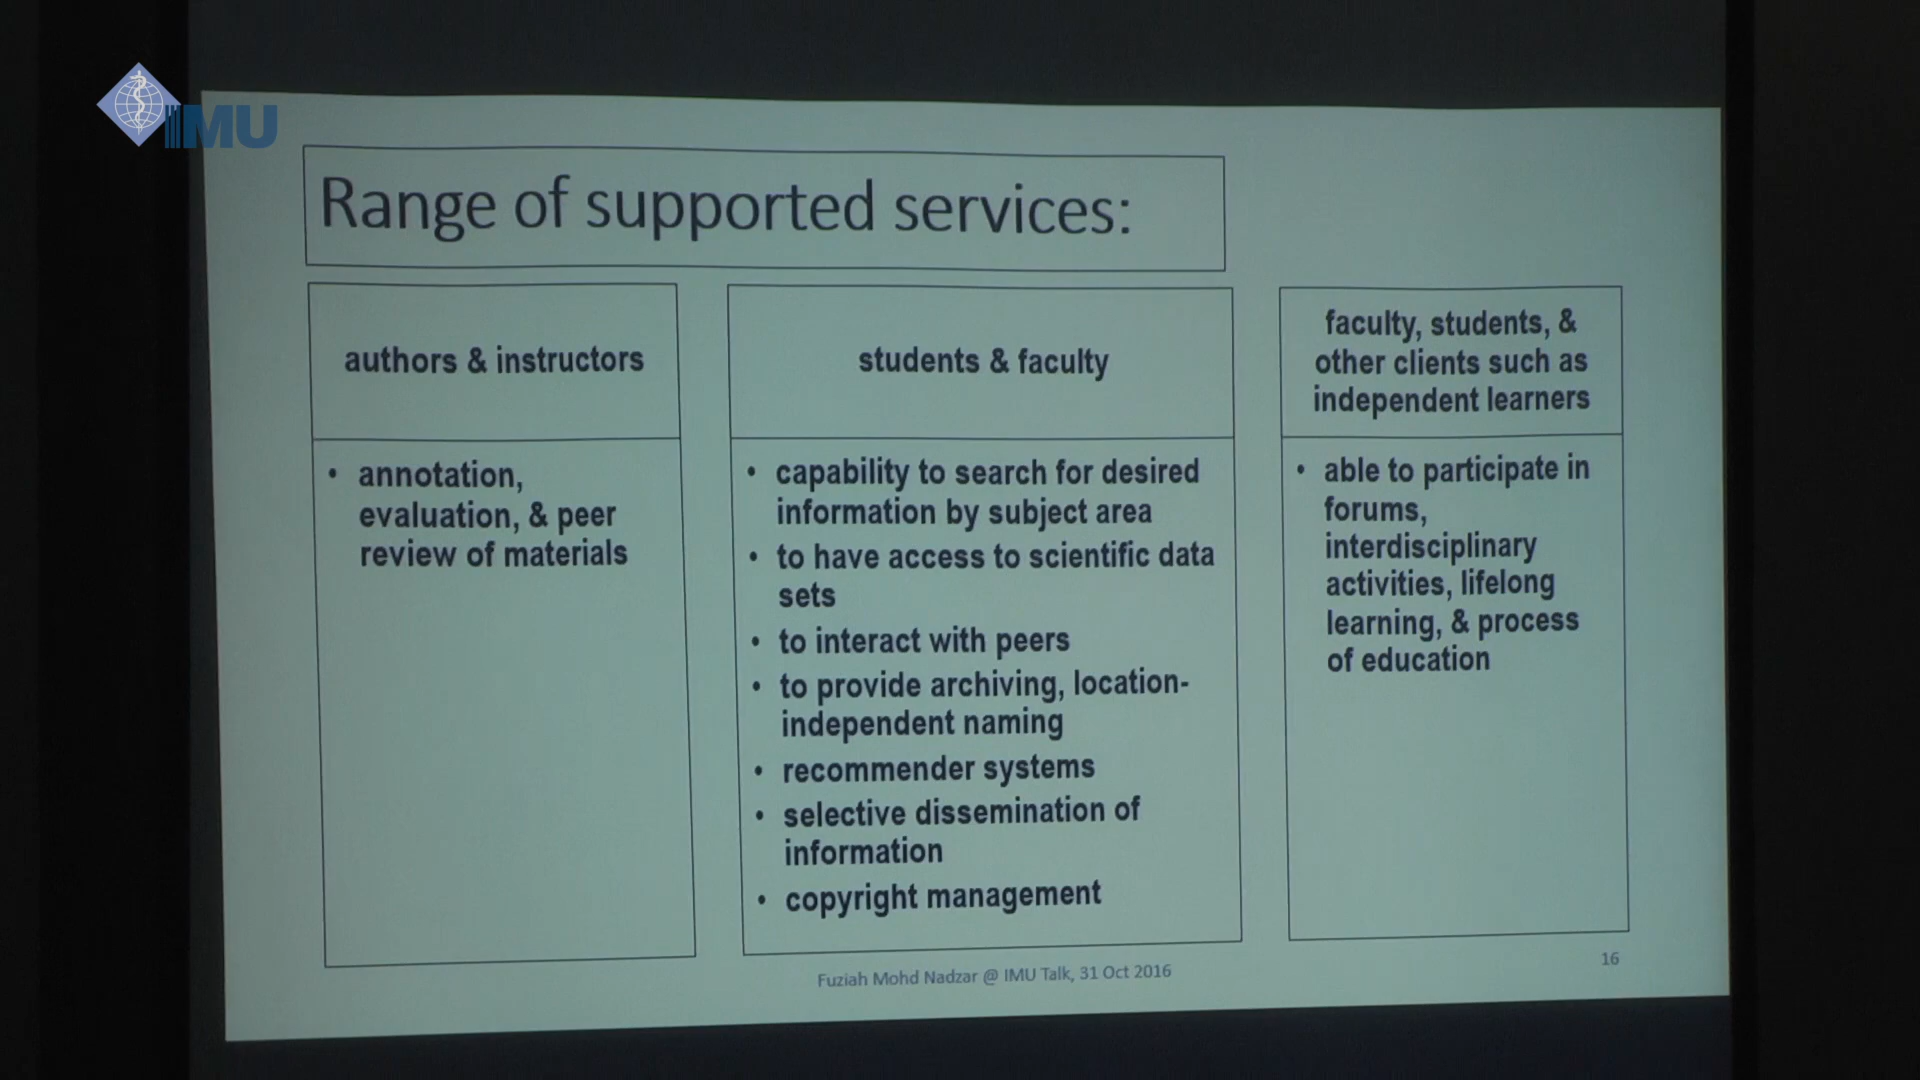 IMU
Range of supported services:
authors & instructors
• annotation,
evaluation, & peer
review of materials
students & faculty
• capability to search for desired
information by subject area
• to have access to scientific data
sets
• to interact with peers
• to provide archiving, location-
independent naming
• recommender systems
• selective dissemination of
information
• copyright management
faculty, students, &
other clients such as
independent learners
• able to participate in
forums,
interdisciplinary
activities, lifelong
learning, & process
of education
Fuziah Mohd Nadzar @ IMU Talk, 31 Oct 2016
16